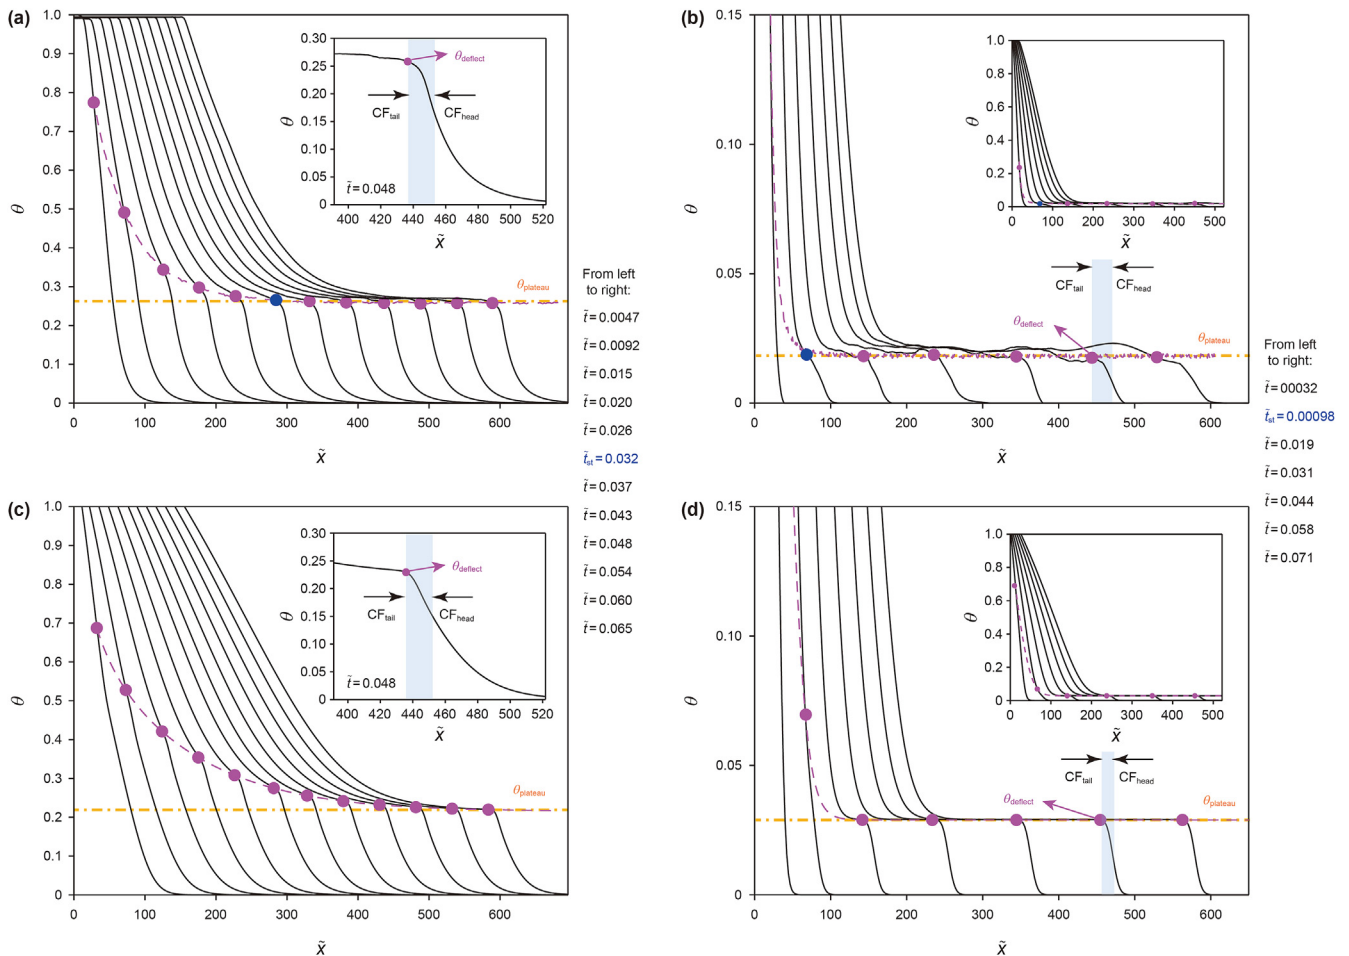 (a)
1.0
0.9
0.8
0.7
0.6
0.5
0.4
0.3
0.2
0.1
0
θ
0 100 200 300 400 500 600
x̃
0.30
0.25
0.20
0.15
0.10
0.05
0
θ
θdeflect
CFtail CFhead
t̃ = 0.048
400 420 440 460 480 500 520
x̃
θplateau
From left
to right:
t̃ = 0.0047
t̃ = 0.0092
t̃ = 0.015
t̃ = 0.020
t̃ = 0.026
t̃st = 0.032
t̃ = 0.037
t̃ = 0.043
t̃ = 0.048
t̃ = 0.054
t̃ = 0.060
t̃ = 0.065
(b)
0.15
0.10
0.05
0
θ
0 100 200 300 400 500 600
x̃
1.0
0.8
0.6
0.4
0.2
0
θ
0 100 200 300 400 500
x̃
CFtail CFhead
θdeflect
θplateau
From left
to right:
t̃ = 00032
t̃st = 0.00098
t̃ = 0.019
t̃ = 0.031
t̃ = 0.044
t̃ = 0.058
t̃ = 0.071
(c)
1.0
0.9
0.8
0.7
0.6
0.5
0.4
0.3
0.2
0.1
0
θ
0 100 200 300 400 500 600
x̃
0.30
0.25
0.20
0.15
0.10
0.05
0
θ
θdeflect
CFtail CFhead
t̃ = 0.048
400 420 440 460 480 500 520
x̃
θplateau
(d)
0.15
0.10
0.05
0
θ
0 100 200 300 400 500 600
x̃
1.0
0.8
0.6
0.4
0.2
0
θ
0 100 200 300 400 500
x̃
CFtail CFhead
θdeflect
θplateau